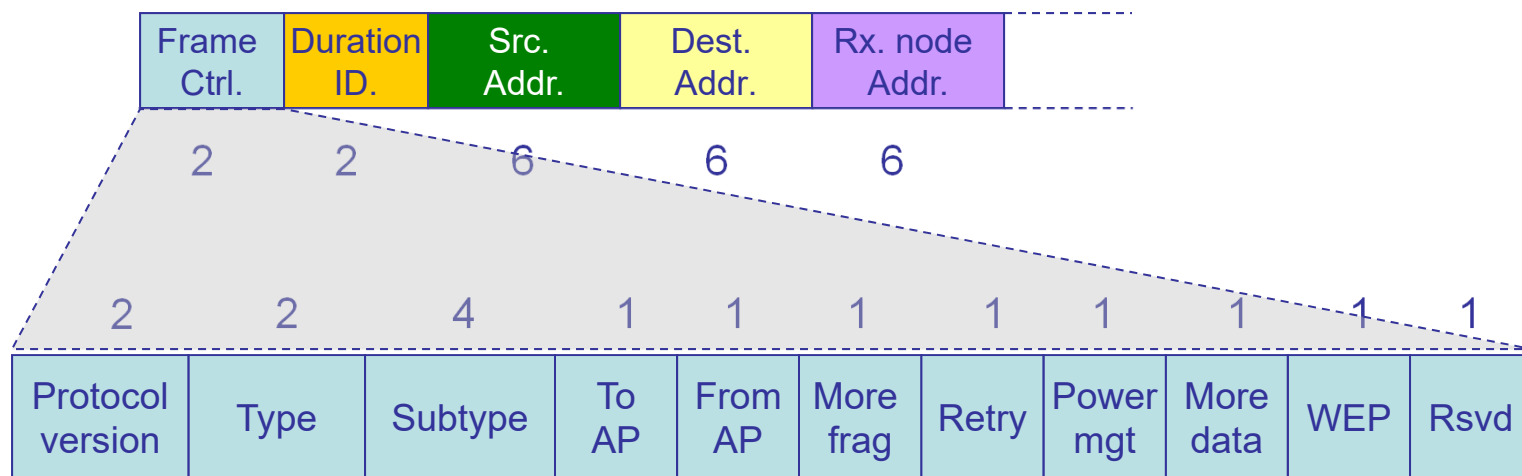 Frame Duration Src. Dest. Rx. node
Ctrl. ID. Addr. Addr. Addr.
2 2 6 6 6
2 2 4 1 1 1 1 1 1 1 1
Protocol version Type Subtype To AP From AP More frag Retry Power mgt More data WEP Rsvd